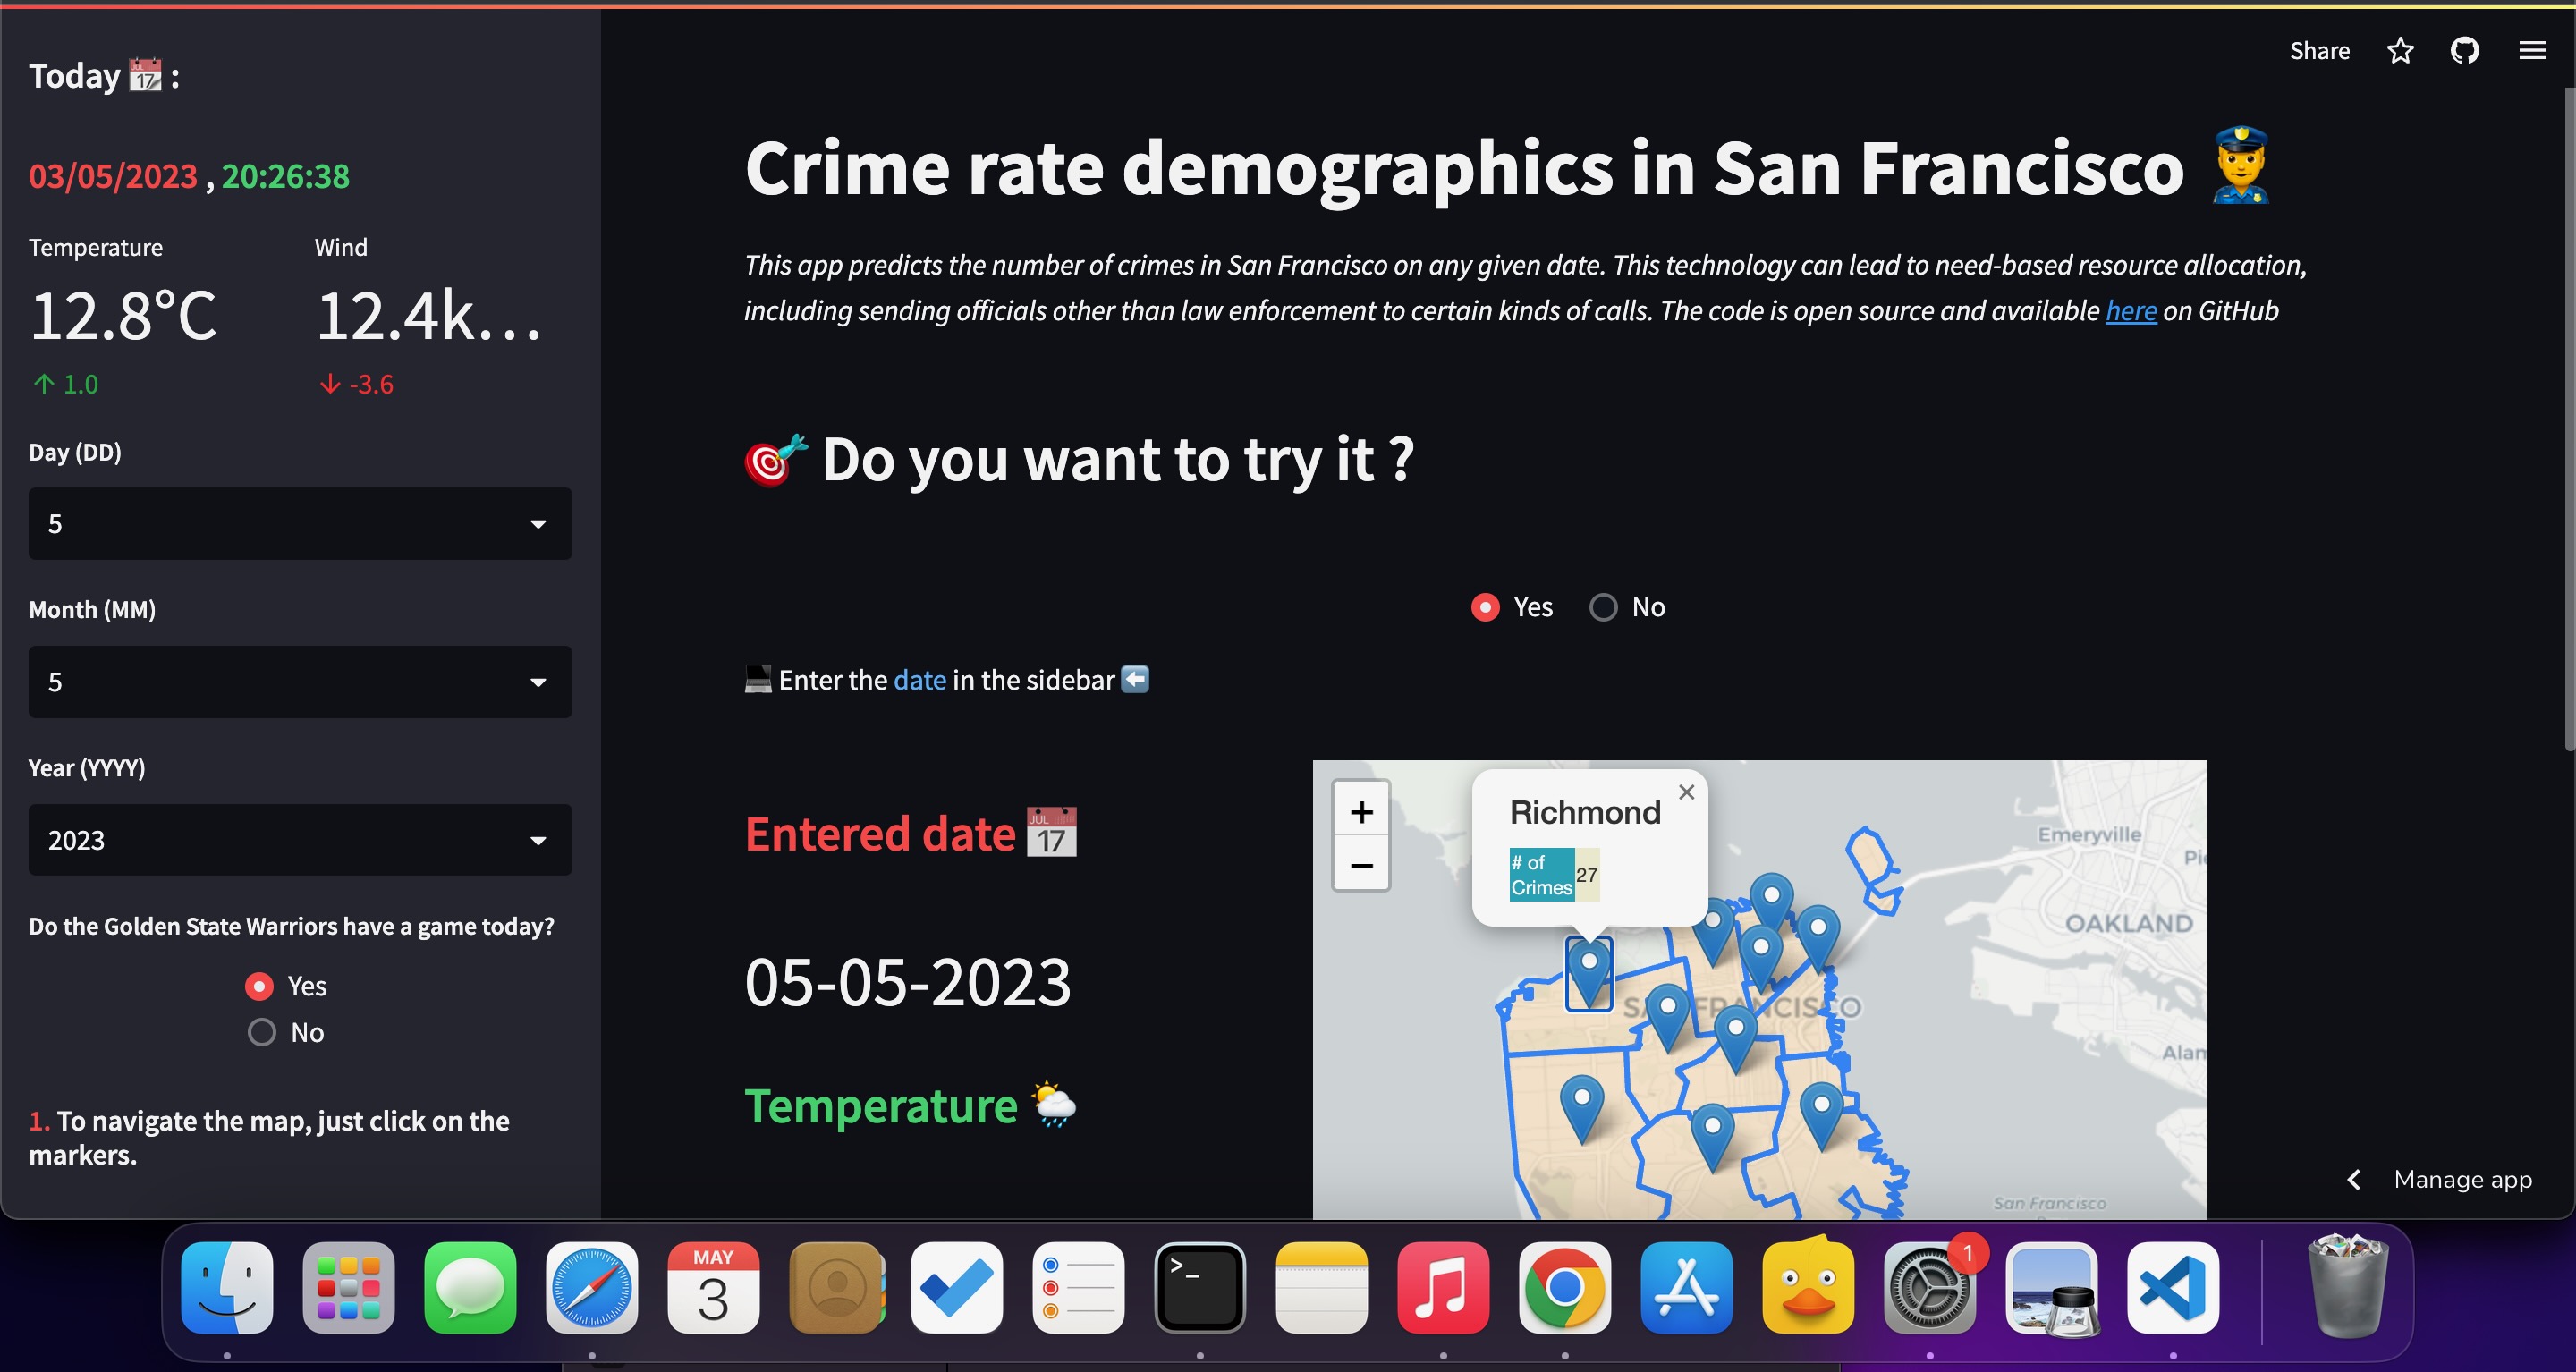 Today :
03/05/2023 , 20:26:38
Temperature
Wind
12.8°C
12.4k…
↑ 1.0
↓ -3.6
Day (DD)
5
Month (MM)
5
Year (YYYY)
2023
Do the Golden State Warriors have a game today?
Yes
No
1. To navigate the map, just click on the
markers.
Share
Crime rate demographics in San Francisco
This app predicts the number of crimes in San Francisco on any given date. This technology can lead to need-based resource allocation,
including sending officials other than law enforcement to certain kinds of calls. The code is open source and available here on GitHub
Do you want to try it ?
Yes
No
Enter the date in the sidebar
Entered date
JUL
17
05-05-2023
Temperature
+
−
Richmond
×
# of
Crimes
27
Emeryville
OAKLAND
SAN FRANCISCO
San Francisco
Manage app
MAY
3
>_
1